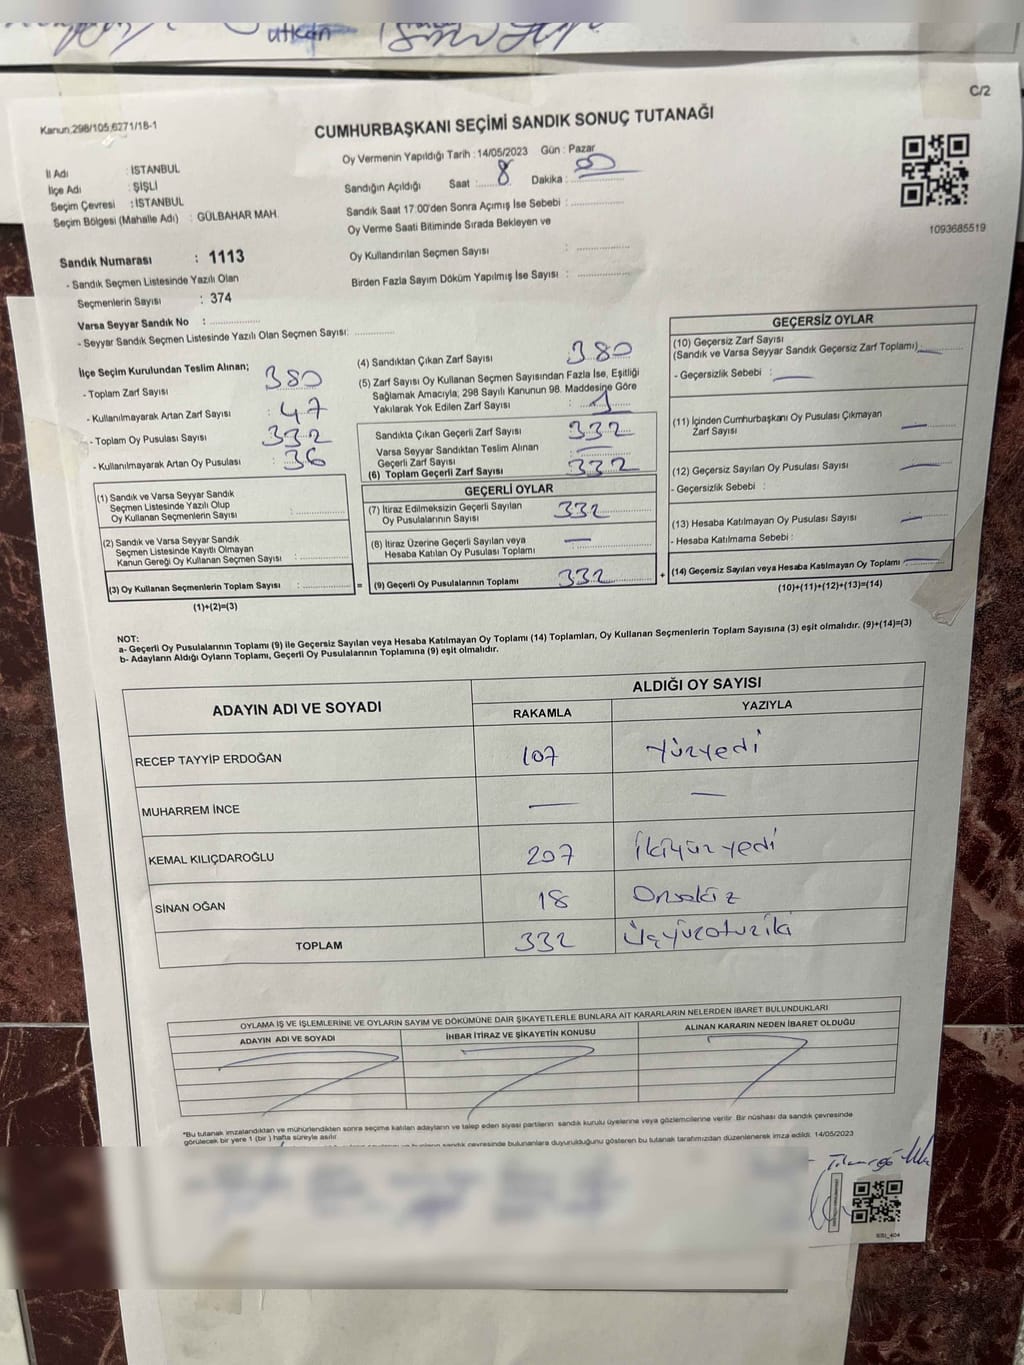 utkan
C/2
Kanun:298/105;6271/18-1
CUMHURBAŞKANI SEÇİMİ SANDIK SONUÇ TUTANAĞI
Oy Vermenin Yapıldığı Tarih : 14/05/2023 Gün : Pazar
İl Adı : İSTANBUL
İlçe Adı : ŞİŞLİ
Seçim Çevresi : İSTANBUL
Seçim Bölgesi (Mahalle Adı) : GÜLBAHAR MAH.
Sandığın Açıldığı Saat : 8 Dakika : 00
Sandık Saat 17:00'den Sonra Açımış İse Sebebi :
Oy Verme Saati Bitiminde Sırada Bekleyen ve
Oy Kullandırılan Seçmen Sayısı :
Birden Fazla Sayım Döküm Yapılmış İse Sayısı :
1093685519
Sandık Numarası : 1113
- Sandık Seçmen Listesinde Yazılı Olan
Seçmenlerin Sayısı : 374
Varsa Seyyar Sandık No :
- Seyyar Sandık Seçmen Listesinde Yazılı Olan Seçmen Sayısı:
İlçe Seçim Kurulundan Teslim Alınan;
- Toplam Zarf Sayısı : 380
- Kullanılmayarak Artan Zarf Sayısı : 47
- Toplam Oy Pusulası Sayısı : 332
- Kullanılmayarak Artan Oy Pusulası : 36
(1) Sandık ve Varsa Seyyar Sandık
Seçmen Listesinde Yazılı Olup
Oy Kullanan Seçmenlerin Sayısı :
(2) Sandık ve Varsa Seyyar Sandık
Seçmen Listesinde Kayıtlı Olmayan
Kanun Gereği Oy Kullanan Seçmen Sayısı :
(3) Oy Kullanan Seçmenlerin Toplam Sayısı : =
(1)+(2)=(3)
(4) Sandıktan Çıkan Zarf Sayısı : 380
(5) Zarf Sayısı Oy Kullanan Seçmen Sayısından Fazla İse, Eşitliği
Sağlamak Amacıyla; 298 Sayılı Kanunun 98. Maddesine Göre
Yakılarak Yok Edilen Zarf Sayısı : 1
Sandıkta Çıkan Geçerli Zarf Sayısı : 332
Varsa Seyyar Sandıktan Teslim Alınan
Geçerli Zarf Sayısı : —
(6) Toplam Geçerli Zarf Sayısı : 332
GEÇERLİ OYLAR
(7) İtiraz Edilmeksizin Geçerli Sayılan
Oy Pusulalarının Sayısı : 332
(8) İtiraz Üzerine Geçerli Sayılan veya
Hesaba Katılan Oy Pusulası Toplamı : —
(9) Geçerli Oy Pusulalarının Toplamı : 332 +
GEÇERSİZ OYLAR
(10) Geçersiz Zarf Sayısı
(Sandık ve Varsa Seyyar Sandık Geçersiz Zarf Toplamı) —
- Geçersizlik Sebebi : —
(11) İçinden Cumhurbaşkanı Oy Pusulası Çıkmayan
Zarf Sayısı —
(12) Geçersiz Sayılan Oy Pusulası Sayısı —
- Geçersizlik Sebebi :
(13) Hesaba Katılmayan Oy Pusulası Sayısı —
- Hesaba Katılmama Sebebi :
(14) Geçersiz Sayılan veya Hesaba Katılmayan Oy Toplamı : —
(10)+(11)+(12)+(13)=(14)
NOT:
a- Geçerli Oy Pusulalarının Toplamı (9) ile Geçersiz Sayılan veya Hesaba Katılmayan Oy Toplamı (14) Toplamları, Oy Kullanan Seçmenlerin Toplam Sayısına (3) eşit olmalıdır. (9)+(14)=(3)
b- Adayların Aldığı Oyların Toplamı, Geçerli Oy Pusulalarının Toplamına (9) eşit olmalıdır.
ADAYIN ADI VE SOYADI ALDIĞI OY SAYISI
RAKAMLA YAZIYLA
RECEP TAYYİP ERDOĞAN 107 Yüzyedi
MUHARREM İNCE — —
KEMAL KILIÇDAROĞLU 207 İkiyüz yedi
SİNAN OĞAN 18 Onsekiz
TOPLAM 332 Üçyüzotuziki
OYLAMA İŞ VE İŞLEMLERİNE VE OYLARIN SAYIM VE DÖKÜMÜNE DAİR ŞİKAYETLERLE BUNLARA AİT KARARLARIN NELERDEN İBARET BULUNDUKLARI
ADAYIN ADI VE SOYADI İHBAR İTİRAZ VE ŞİKAYETİN KONUSU ALINAN KARARIN NEDEN İBARET OLDUĞU
*Bu tutanak imzalandıktan ve mühürlendikten sonra seçime katılan adayların ve talep eden siyasi partilerin sandık kurulu üyelerine veya gözlemcilerine verilir. Bir nüshası da sandık çevresinde
görülecek bir yere 1 (bir) hafta süreyle asılır.
sandık çevresinde bulunanlara duyurulduğunu gösteren bu tutanak tarafımızdan düzenlenerek imza edildi. 14/05/2023